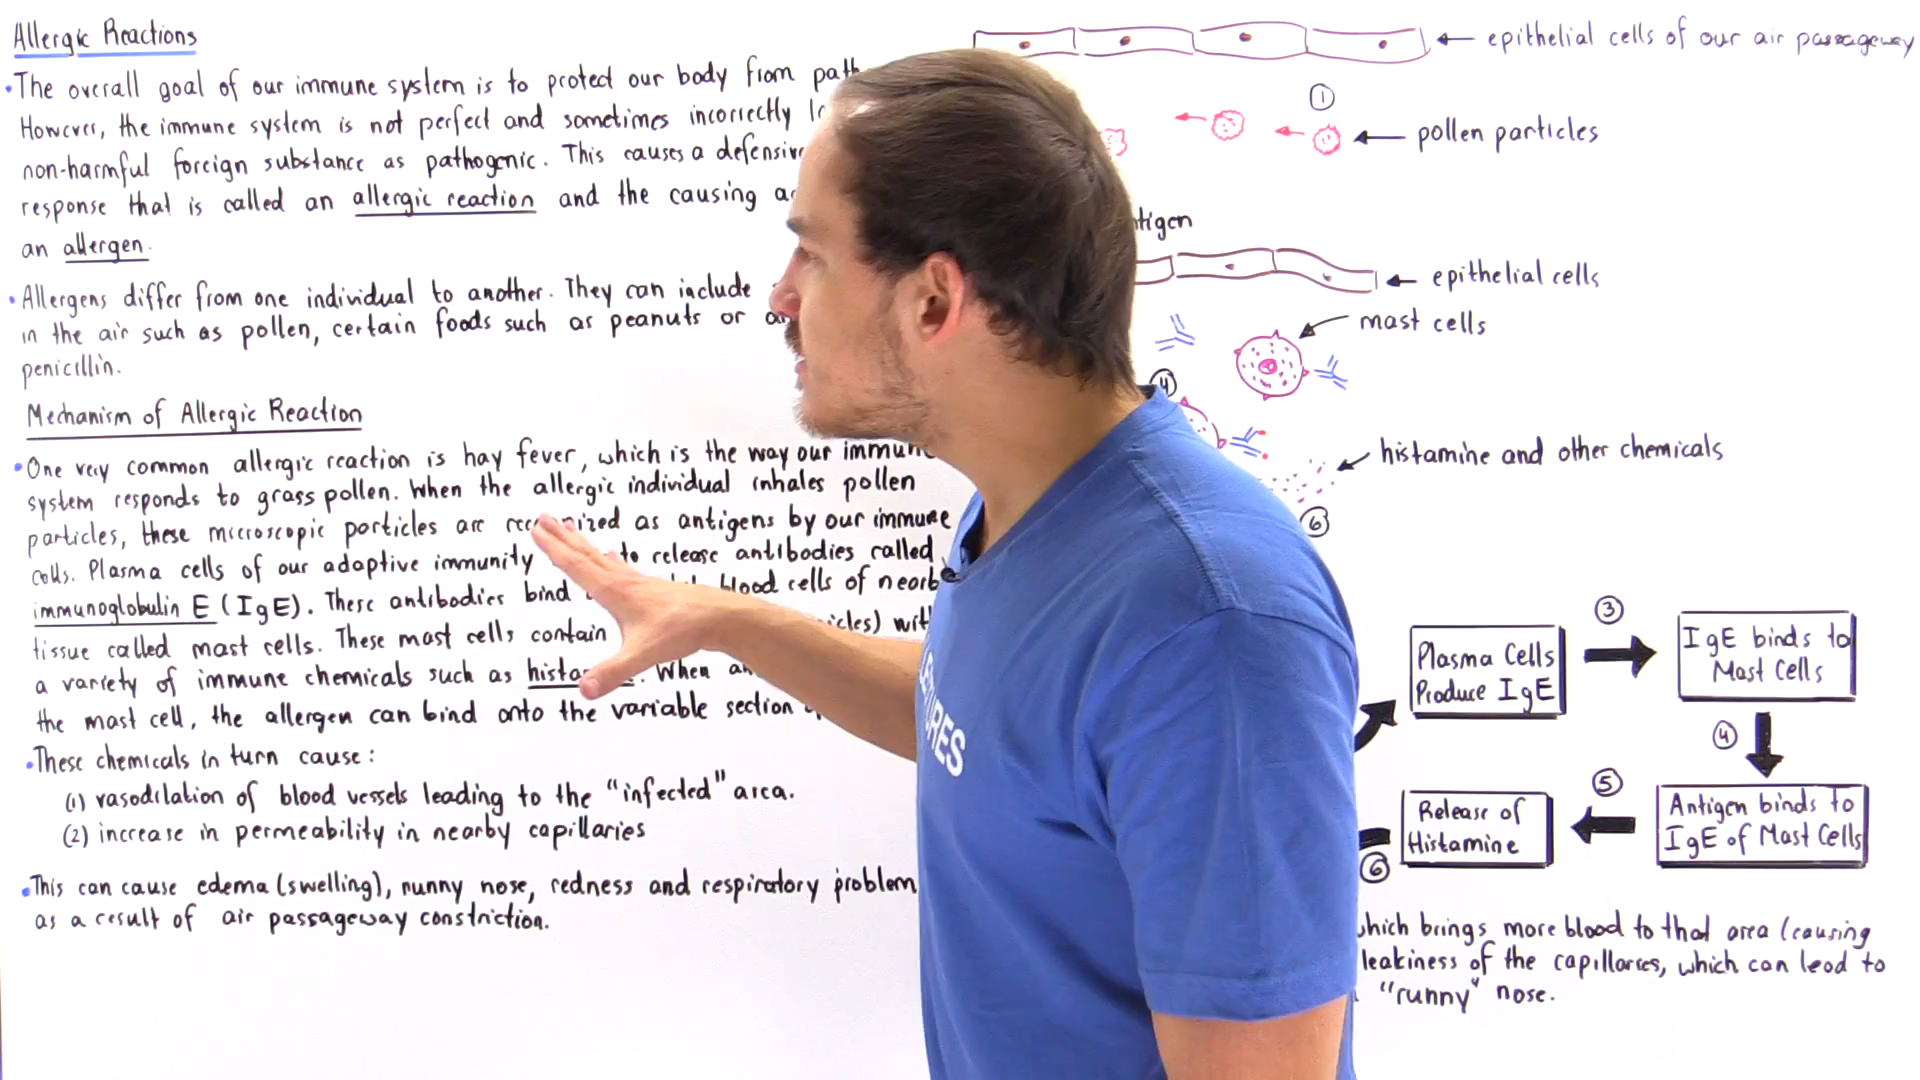 Allergic Reactions
• The overall goal of our immune system is to protect our body from
However, the immune system is not perfect and sometimes incorrectly
non-harmful foreign substance as pathogenic. This causes a defensive
response that is called an allergic reaction and the causing
an allergen.
• Allergens differ from one individual to another. They can include
in the air such as pollen, certain foods such as peanuts or
penicillin.
Mechanism of Allergic Reaction
• One very common allergic reaction is hay fever, which is the way our immune
system responds to grass pollen. When the allergic individual inhales pollen
particles, these microscopic particles are recognized as antigens by our immune
cells. Plasma cells of our adaptive immunity to release antibodies called
immunoglobulin E (IgE). These antibodies bind blood cells of
tissue called mast cells. These mast cells contain
a variety of immune chemicals such as When
the mast cell, the allergen can bind onto the variable section
• These chemicals in turn cause:
(1) vasodilation of blood vessels leading to the "infected" area.
(2) increase in permeability in nearby capillaries
• This can cause edema (swelling), runny nose, redness and respiratory problem
as a result of air passageway constriction.
epithelial cells of our air passageway
1
pollen particles
epithelial cells
mast cells
4
histamine and other chemicals
6
Plasma Cells
Produce IgE
3
IgE binds to
Mast Cells
4
Antigen binds to
IgE of Mast Cells
5
Release of
Histamine
6
which brings more blood to that area (causing
leakiness of the capillaries, which can lead to
"runny" nose.